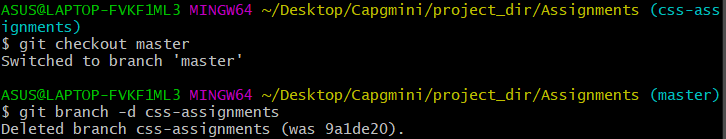 ASUS@LAPTOP-FVKF1ML3 MINGW64 ~/Desktop/Capgmini/project_dir/Assignments (css-ass
ignments)
$ git checkout master
Switched to branch 'master'
ASUS@LAPTOP-FVKF1ML3 MINGW64 ~/Desktop/Capgmini/project_dir/Assignments (master)
$ git branch -d css-assignments
Deleted branch css-assignments (was 9a1de20).